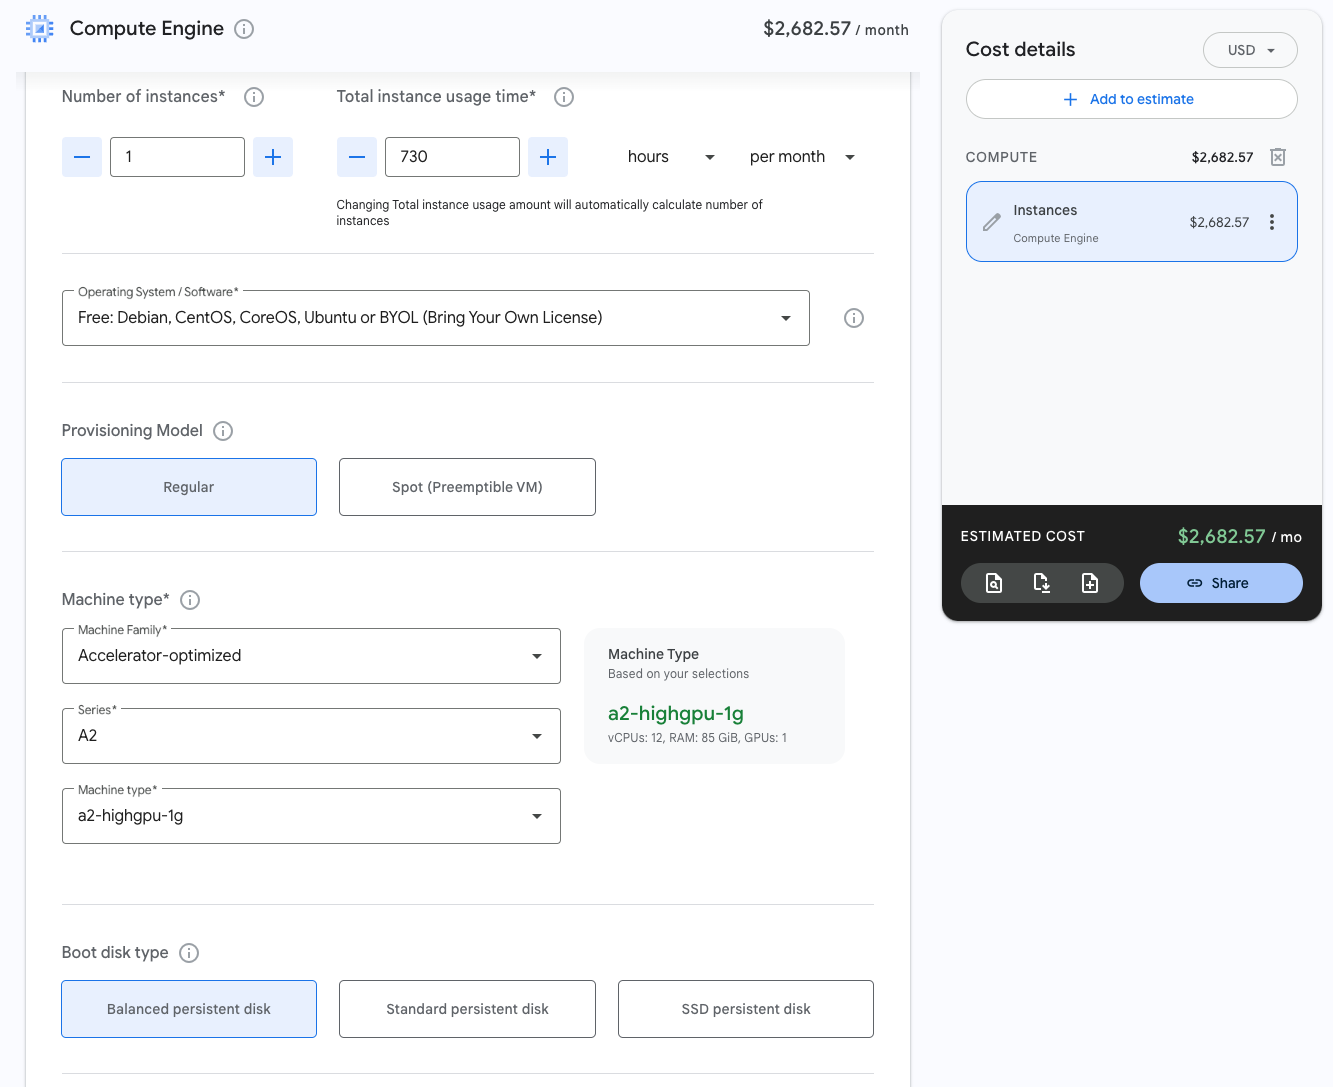 Compute Engine
$2,682.57 / month
Number of instances*
Total instance usage time*
1
730
hours
per month
Changing Total instance usage amount will automatically calculate number of
instances
Operating System / Software*
Free: Debian, CentOS, CoreOS, Ubuntu or BYOL (Bring Your Own License)
Provisioning Model
Regular
Spot (Preemptible VM)
Machine type*
Machine Family*
Accelerator-optimized
Series*
A2
Machine type*
a2-highgpu-1g
Machine Type
Based on your selections
a2-highgpu-1g
vCPUs: 12, RAM: 85 GiB, GPUs: 1
Boot disk type
Balanced persistent disk
Standard persistent disk
SSD persistent disk
Cost details
USD
Add to estimate
COMPUTE
$2,682.57
Instances
Compute Engine
$2,682.57
ESTIMATED COST
$2,682.57 / mo
Share